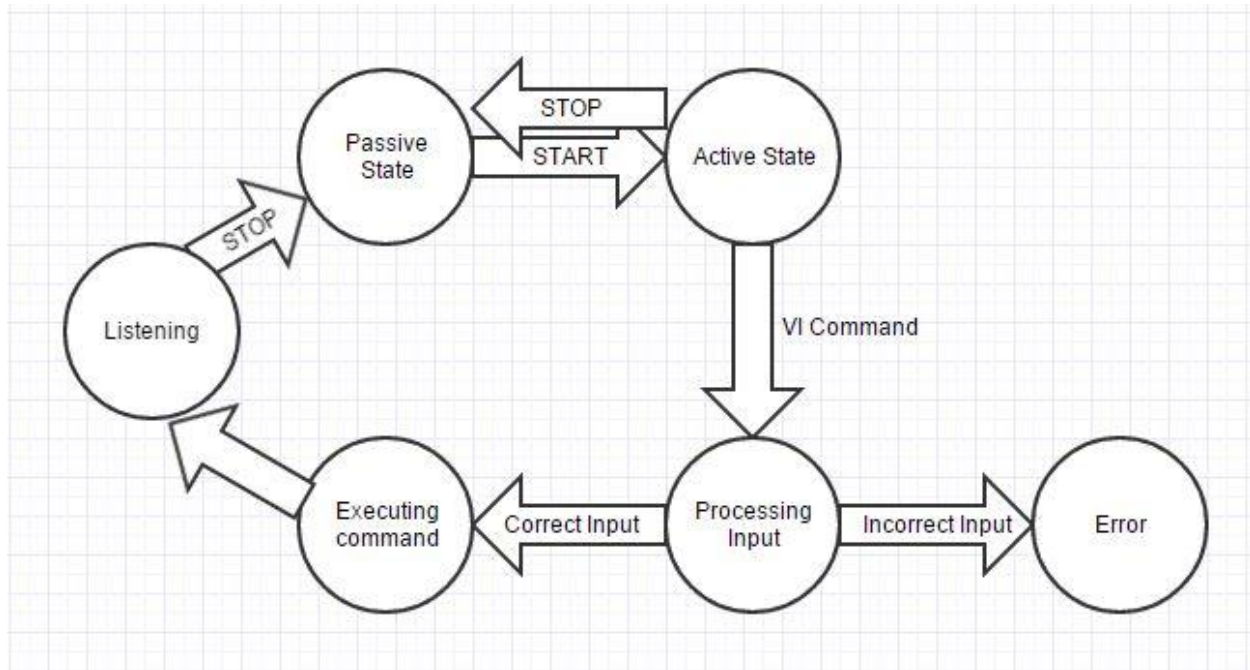 STOP
Passive
State
START
Active State
STOP
Listening
VI Command
Executing
command
Correct Input
Processing
Input
Incorrect Input
Error